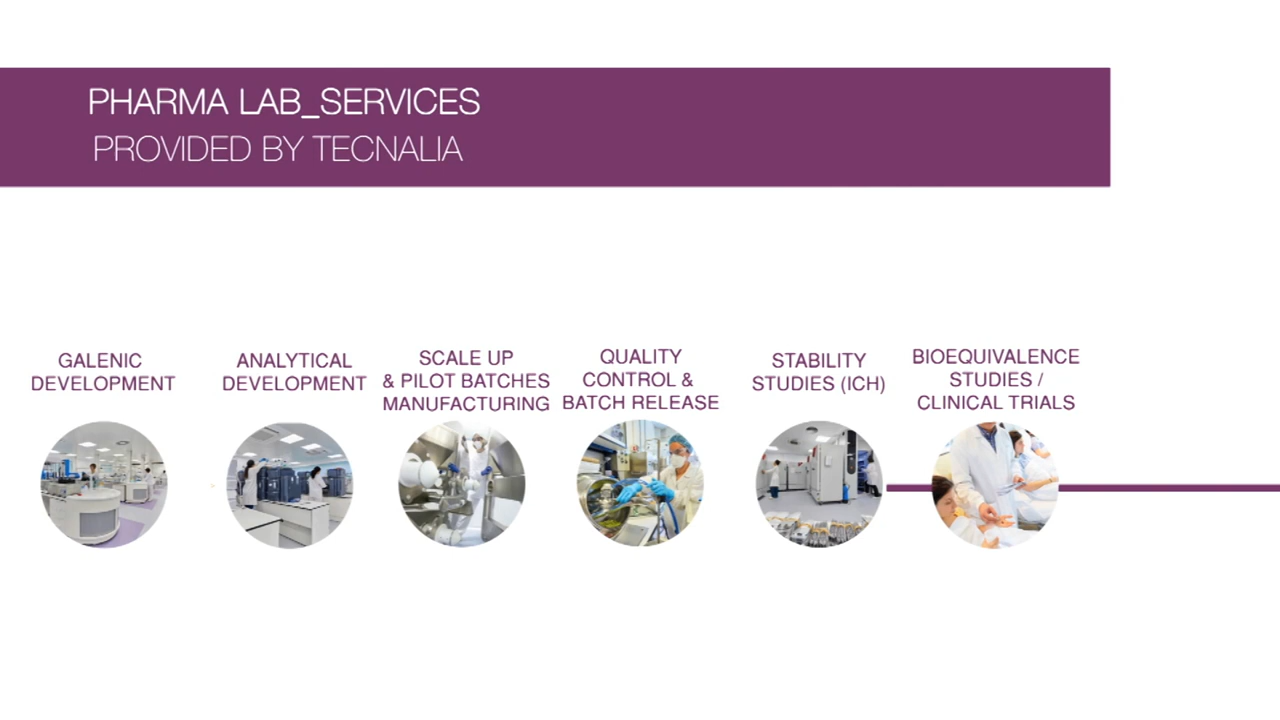 PHARMA LAB_SERVICES
PROVIDED BY TECNALIA
GALENIC
DEVELOPMENT
ANALYTICAL
DEVELOPMENT
SCALE UP
& PILOT BATCHES
MANUFACTURING
QUALITY
CONTROL &
BATCH RELEASE
STABILITY
STUDIES (ICH)
BIOEQUIVALENCE
STUDIES /
CLINICAL TRIALS